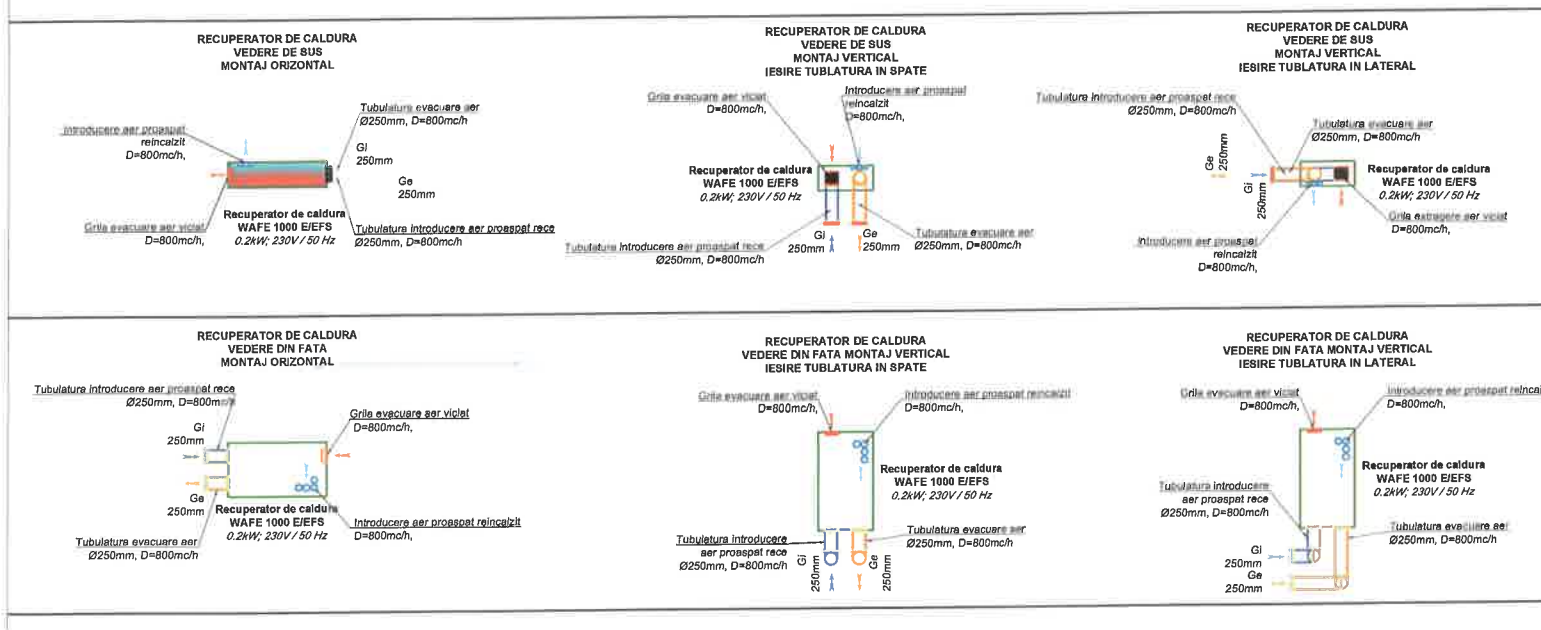 RECUPERATOR DE CALDURA
VEDERE DE SUS
MONTAJ ORIZONTAL
Tubulatura evacuare aer
Ø250mm, D=800mc/h
Introducere aer proaspat
reincalzit
D=800mc/h,
Gi
250mm
Ge
250mm
Recuperator de caldura
WAFE 1000 E/EFS
0.2kW; 230V / 50 Hz
Grila evacuare aer viciat
D=800mc/h,
Tubulatura introducere aer proaspat rece
Ø250mm, D=800mc/h
RECUPERATOR DE CALDURA
VEDERE DE SUS
MONTAJ VERTICAL
IESIRE TUBLATURA IN SPATE
Grila evacuare aer viciat
D=800mc/h,
Introducere aer proaspat
reincalzit
D=800mc/h,
Recuperator de caldura
WAFE 1000 E/EFS
0.2kW; 230V / 50 Hz
Tubulatura introducere aer proaspat rece
Ø250mm, D=800mc/h
Gi
250mm
Ge
250mm
Tubulatura evacuare aer
Ø250mm, D=800mc/h
RECUPERATOR DE CALDURA
VEDERE DE SUS
MONTAJ VERTICAL
IESIRE TUBLATURA IN LATERAL
Tubulatura introducere aer proaspat rece
Ø250mm, D=800mc/h
Tubulatura evacuare aer
Ø250mm, D=800mc/h
Ge
250mm
Gi
250mm
Recuperator de caldura
WAFE 1000 E/EFS
0.2kW; 230V / 50 Hz
Grila extragere aer viciat
D=800mc/h,
Introducere aer proaspat
reincalzit
D=800mc/h,
RECUPERATOR DE CALDURA
VEDERE DIN FATA
MONTAJ ORIZONTAL
Tubulatura introducere aer proaspat rece
Ø250mm, D=800mc/h
Grila evacuare aer viciat
D=800mc/h,
Gi
250mm
Ge
250mm
Recuperator de caldura
WAFE 1000 E/EFS
0.2kW; 230V / 50 Hz
Tubulatura evacuare aer
Ø250mm, D=800mc/h
Introducere aer proaspat reincalzit
D=800mc/h,
RECUPERATOR DE CALDURA
VEDERE DIN FATA MONTAJ VERTICAL
IESIRE TUBLATURA IN SPATE
Grila evacuare aer viciat
D=800mc/h,
Introducere aer proaspat reincalzit
D=800mc/h,
Recuperator de caldura
WAFE 1000 E/EFS
0.2kW; 230V / 50 Hz
Tubulatura introducere
aer proaspat rece
Ø250mm, D=800mc/h
Gi
250mm
Ge
250mm
Tubulatura evacuare aer
Ø250mm, D=800mc/h
RECUPERATOR DE CALDURA
VEDERE DIN FATA MONTAJ VERTICAL
IESIRE TUBLATURA IN LATERAL
Grila evacuare aer viciat
D=800mc/h,
Introducere aer proaspat reincal
D=800mc/h,
Recuperator de caldura
WAFE 1000 E/EFS
0.2kW; 230V / 50 Hz
Tubulatura introducere
aer proaspat rece
Ø250mm, D=800mc/h
Tubulatura evacuare aer
Ø250mm, D=800mc/h
Gi
250mm
Ge
250mm